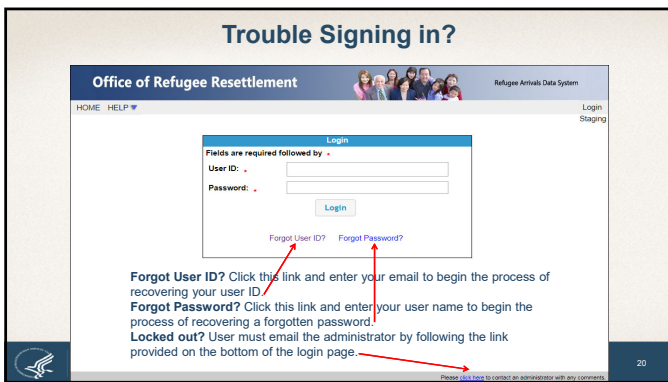 Trouble Signing in?
Office of Refugee Resettlement
Refugee Arrivals Data System
HOME HELP
Login
Staging
Login
Fields are required followed by *
User ID: *
Password: *
Login
Forgot User ID? Forgot Password?
Forgot User ID? Click this link and enter your email to begin the process of
recovering your user ID.
Forgot Password? Click this link and enter your user name to begin the
process of recovering a forgotten password.
Locked out? User must email the administrator by following the link
provided on the bottom of the login page.
20
Please click here to contact an administrator with any comments.